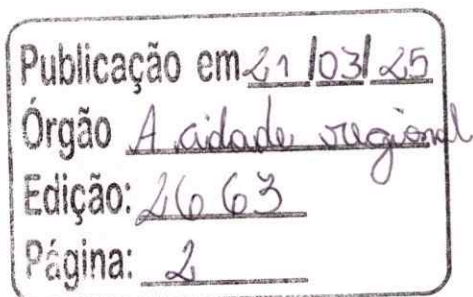 Publicação em 21/03/25
Órgão A cidade regional
Edição: 2663
Página: 2